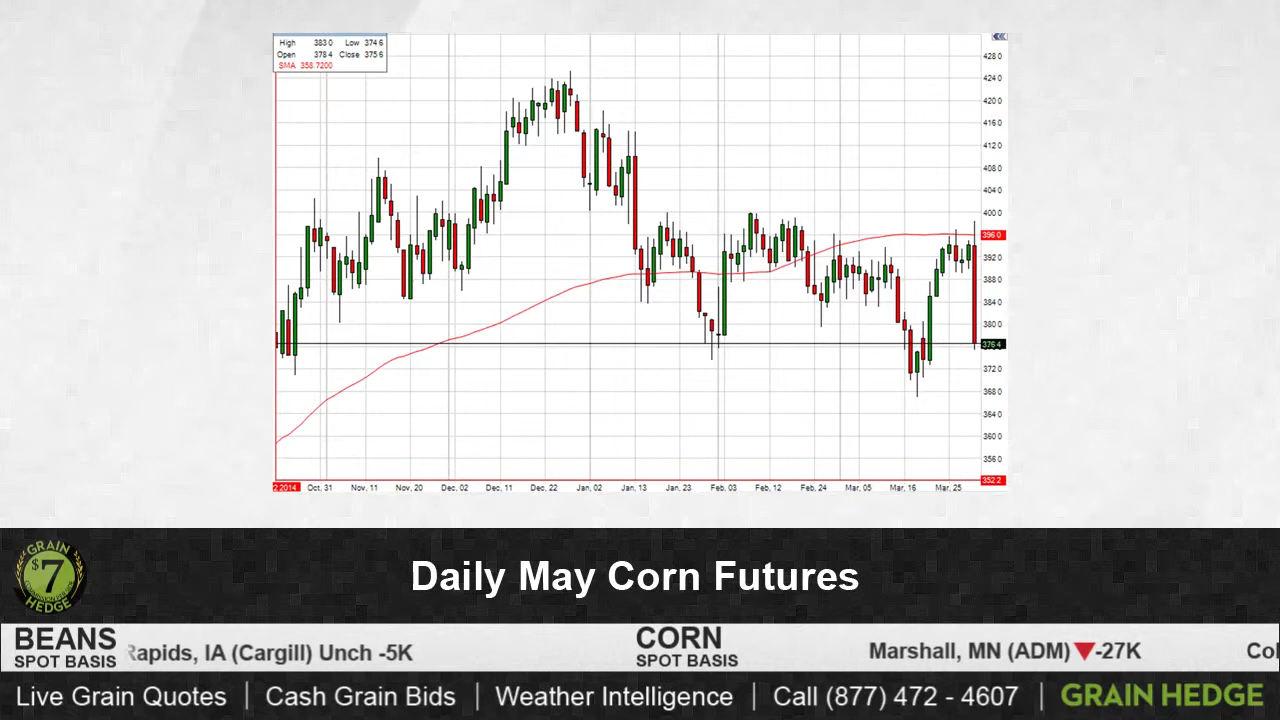 High 383 0 Low 374 6
Open 378 4 Close 375 6
SMA 358.7200
428 0
424 0
420 0
416 0
412 0
408 0
404 0
400 0
396 0
392 0
388 0
384 0
380 0
376 4
372 0
368 0
364 0
360 0
356 0
352 2
2 2014 Oct, 31 Nov, 11 Nov, 20 Dec, 02 Dec, 11 Dec, 22 Jan, 02 Jan, 13 Jan, 23 Feb, 03 Feb, 12 Feb, 24 Mar, 05 Mar, 16 Mar, 25
GRAIN
$7
HEDGE
Daily May Corn Futures
BEANS
SPOT BASIS
Rapids, IA (Cargill) Unch -5K
CORN
SPOT BASIS
Marshall, MN (ADM) -27K
Col
Live Grain Quotes | Cash Grain Bids | Weather Intelligence | Call (877) 472 - 4607 | GRAIN HEDGE